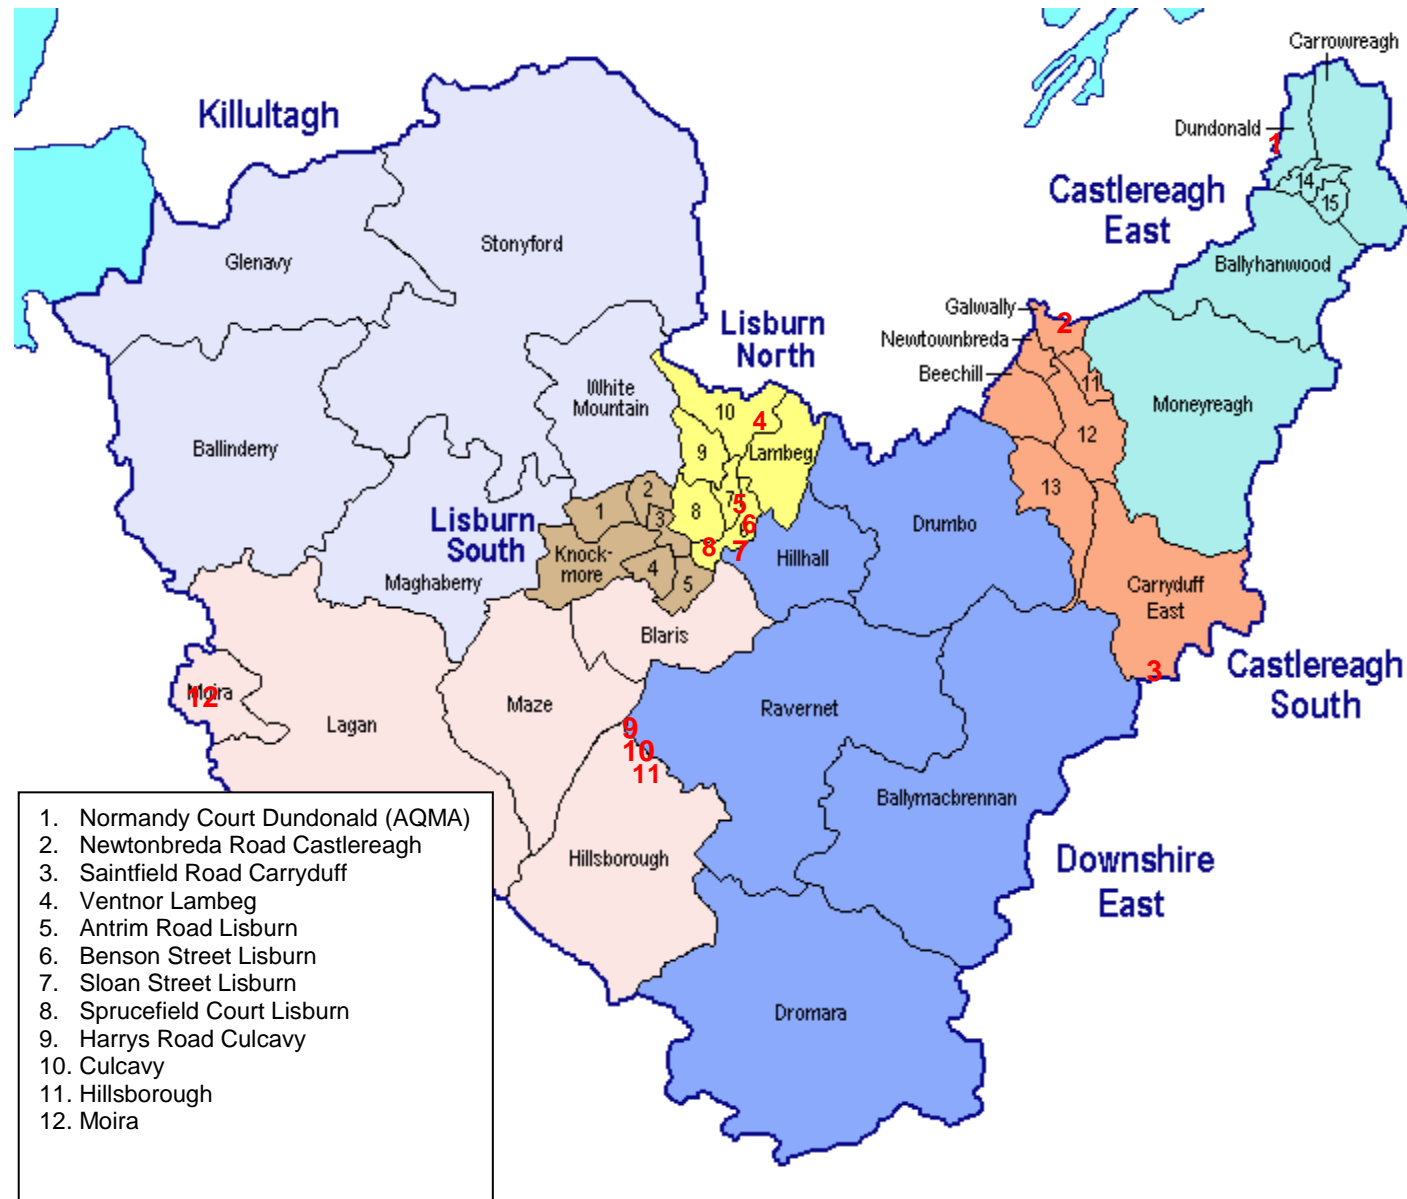 Carrowreagh
Killultagh
Dundonald
1
14
15
Castlereagh
East
Stonyford
Glenavy
Ballyhanwood
Galwally
2
Lisburn
North
Newtownbreda
Beechill
11
White
Mountain
10
4
Moneyreagh
12
Ballinderry
9
Lambeg
13
2
7
5
1
8
3
6
Lisburn
South
Drumbo
8
7
Knock-
more
Hillhall
4
5
Maghaberry
Carryduff
East
Blaris
3
Castlereagh
South
Moira
12
Maze
Ravernet
Lagan
9
10
11
Ballymacbrennan
Hillsborough
Downshire
East
Dromara
1. Normandy Court Dundonald (AQMA)
2. Newtonbreda Road Castlereagh
3. Saintfield Road Carryduff
4. Ventnor Lambeg
5. Antrim Road Lisburn
6. Benson Street Lisburn
7. Sloan Street Lisburn
8. Sprucefield Court Lisburn
9. Harrys Road Culcavy
10. Culcavy
11. Hillsborough
12. Moira